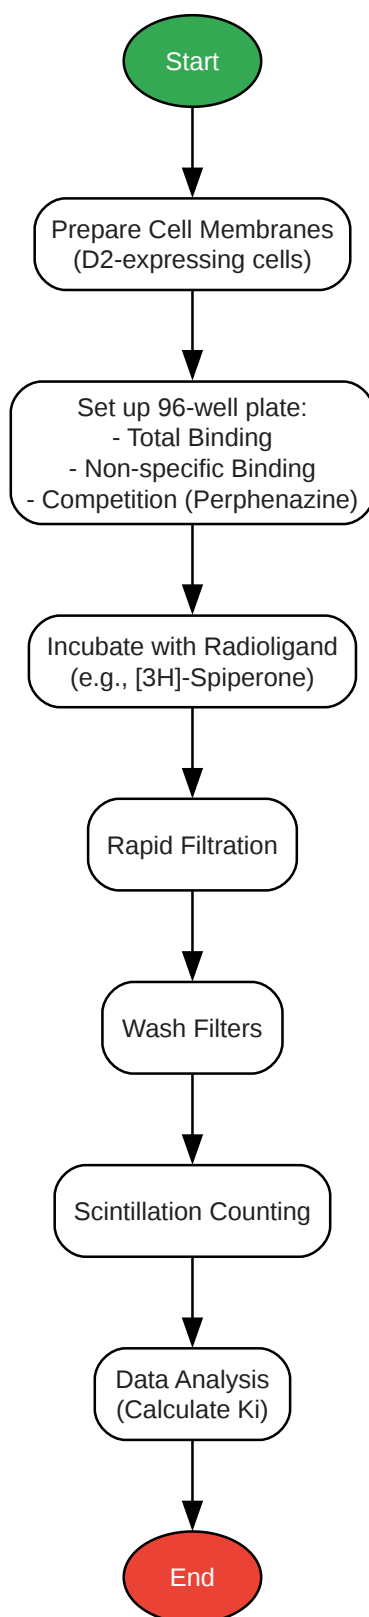 Start
Prepare Cell Membranes
(D2-expressing cells)
Set up 96-well plate:
- Total Binding
- Non-specific Binding
- Competition (Perphenazine)
Incubate with Radioligand
(e.g., [3H]-Spiperone)
Rapid Filtration
Wash Filters
Scintillation Counting
Data Analysis
(Calculate Ki)
End